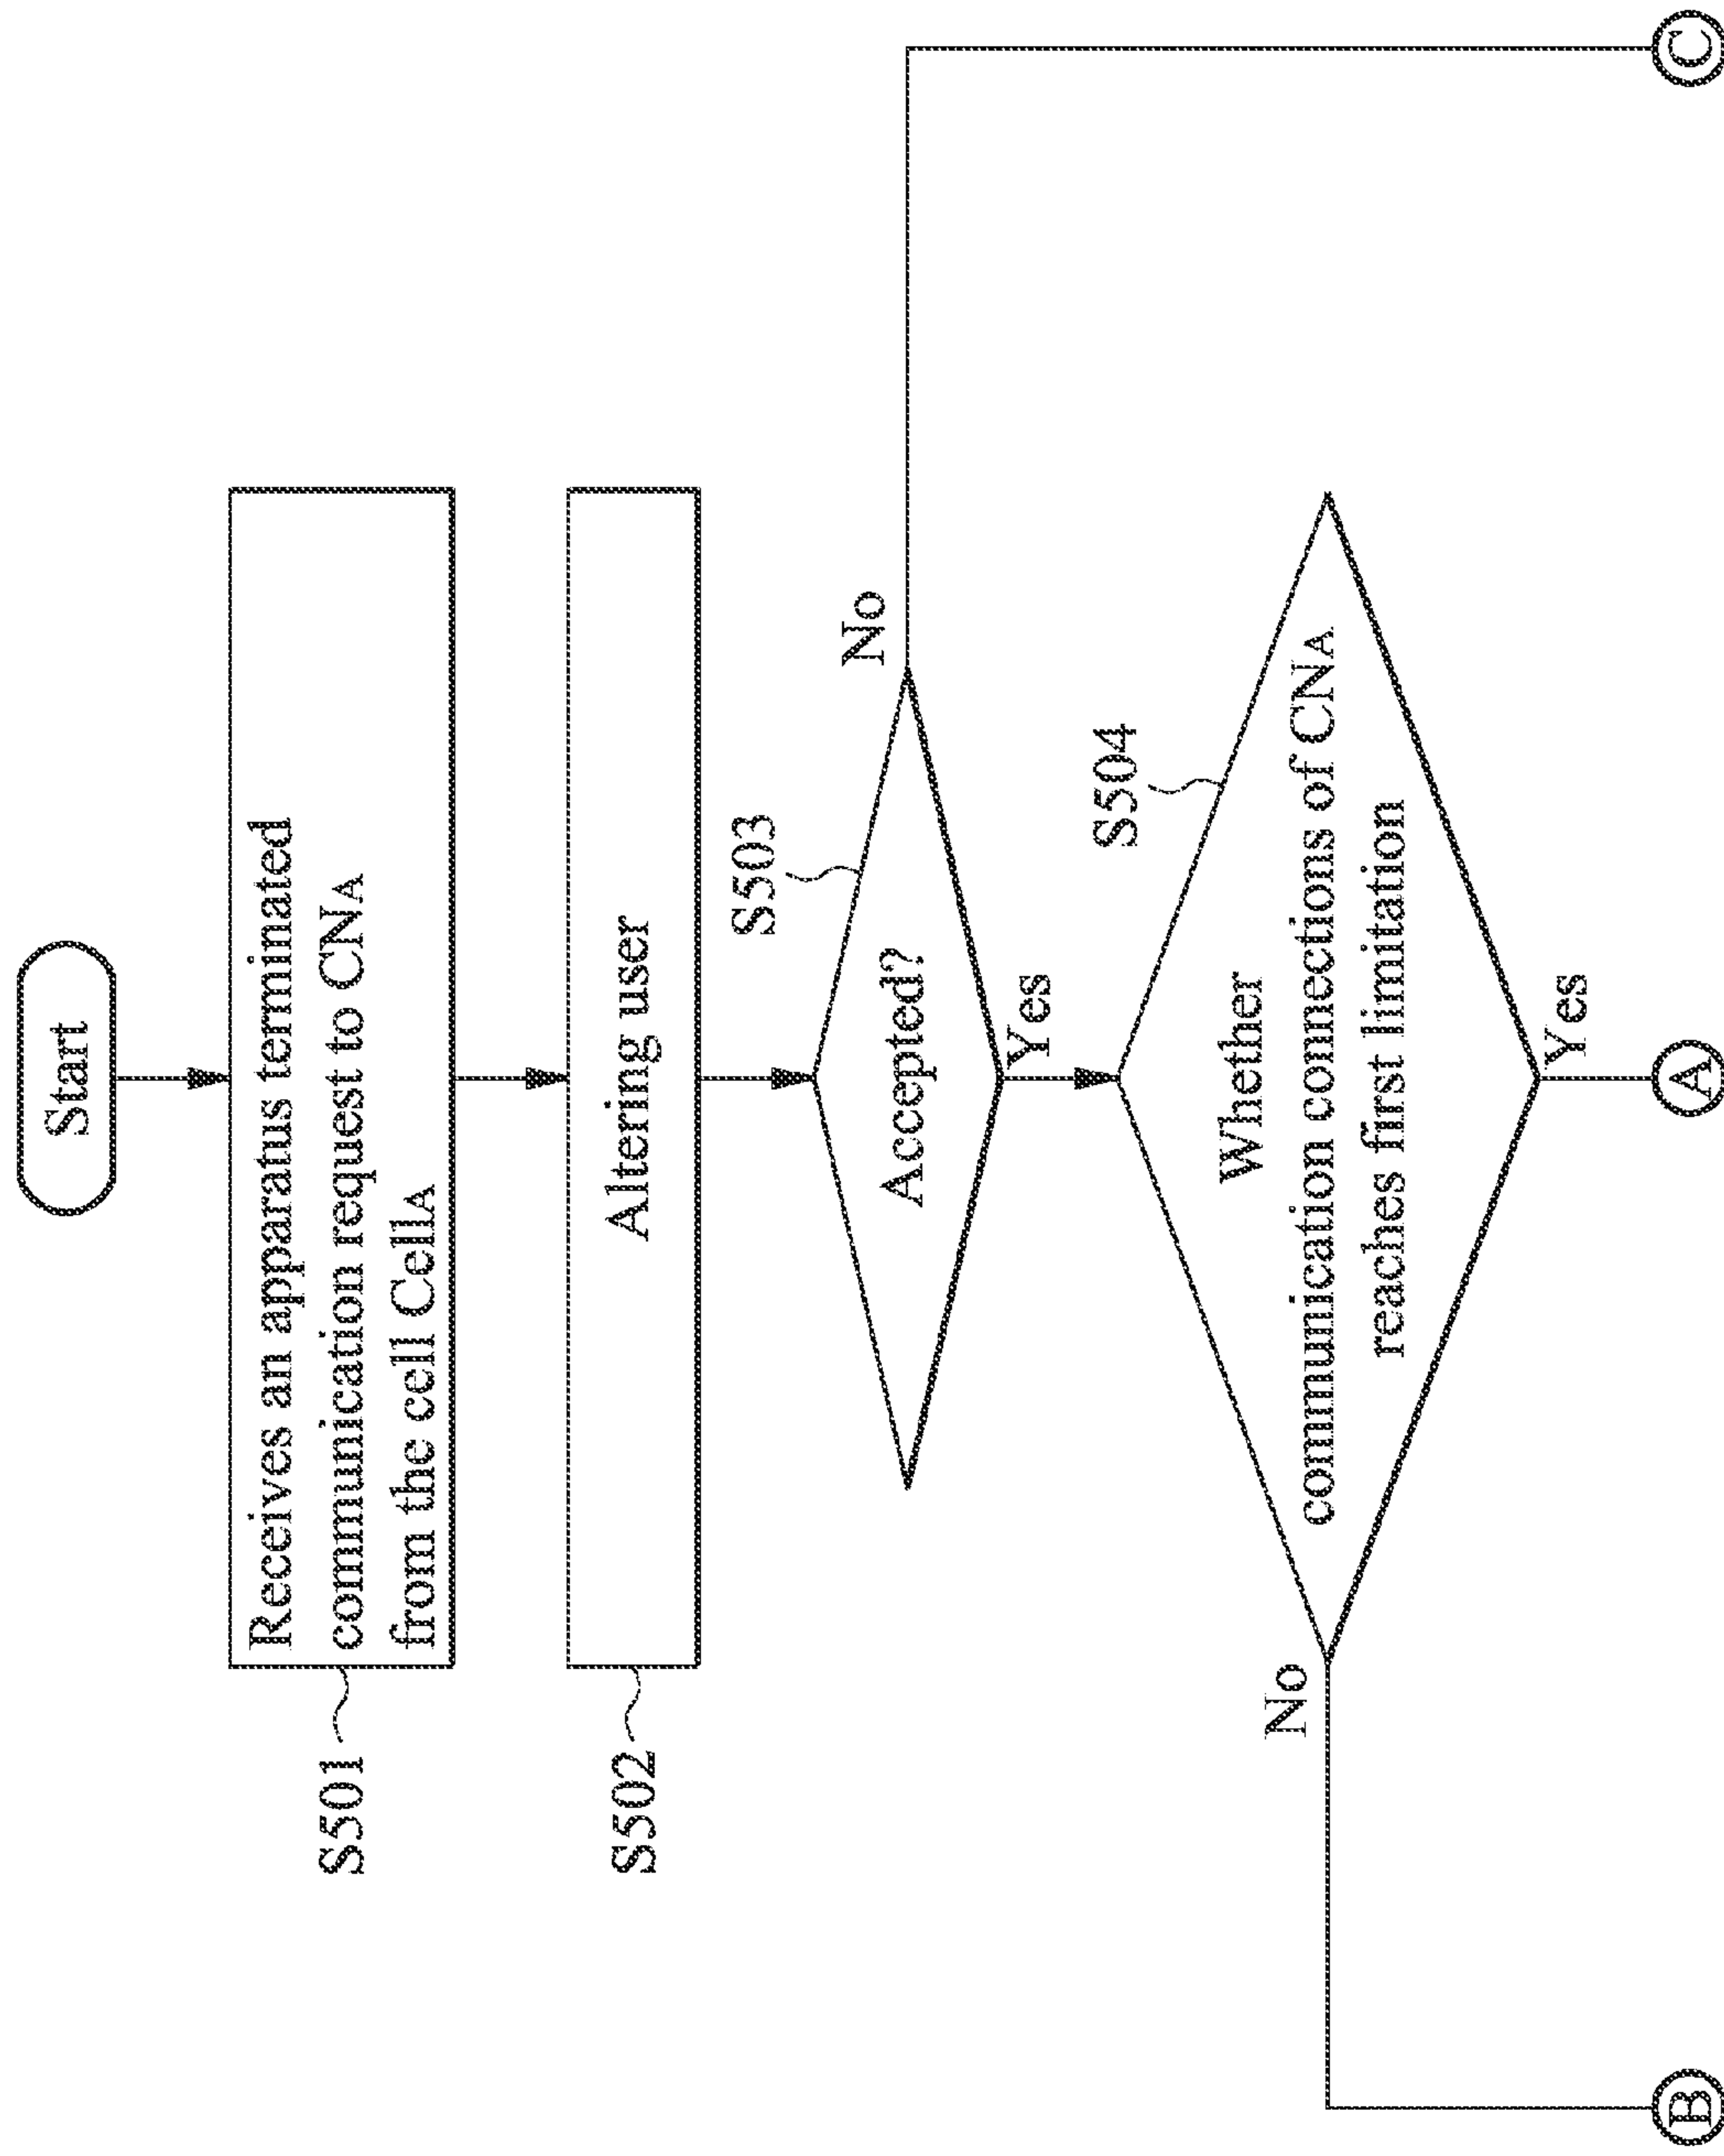 Start
S501
Receives an apparatus terminated
communication request to CNA
from the cell CellA
S502
Altering user
S503
Accepted?
No
Yes
S504
Whether
communication connections of CNA
reaches first limitation
No
Yes
B
A
C